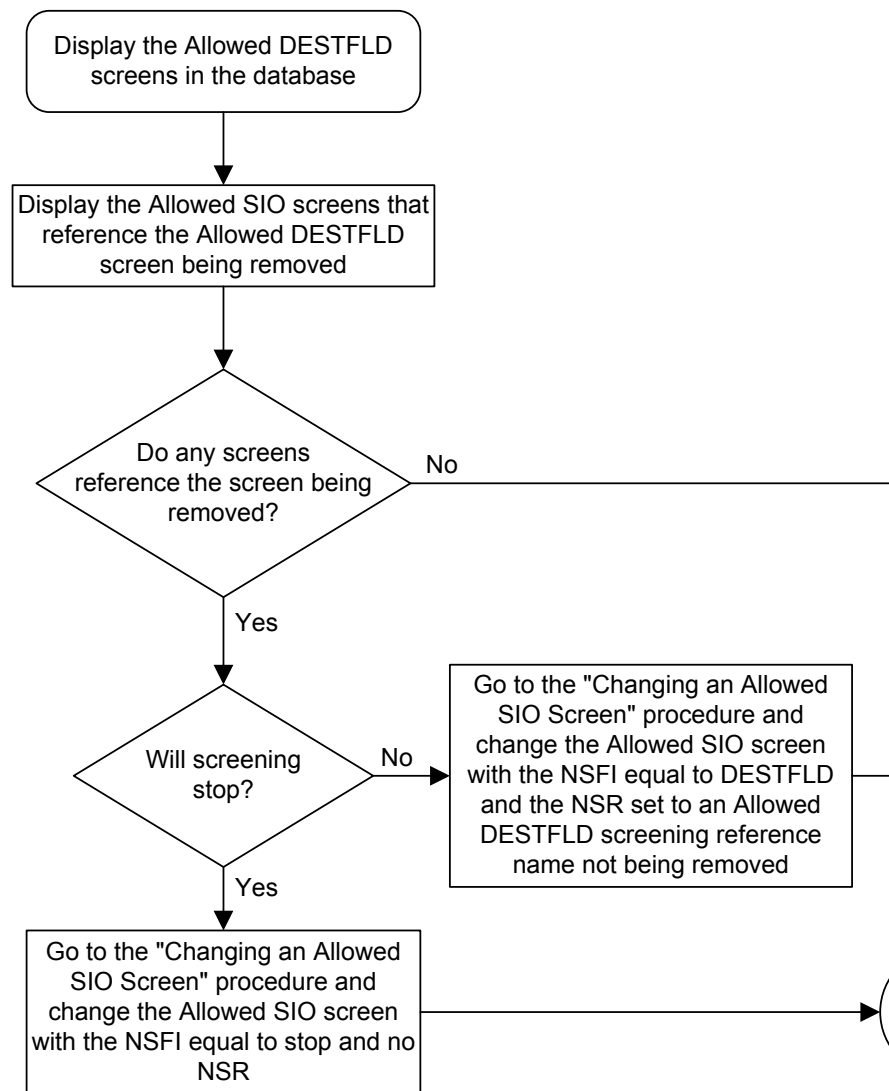 Display the Allowed DESTFLD
screens in the database
Display the Allowed SIO screens that
reference the Allowed DESTFLD
screen being removed
Do any screens
reference the screen being
removed?
No
Yes
Will screening
stop?
No
Go to the "Changing an Allowed
SIO Screen" procedure and
change the Allowed SIO screen
with the NSFI equal to DESTFLD
and the NSR set to an Allowed
DESTFLD screening reference
name not being removed
Yes
Go to the "Changing an Allowed
SIO Screen" procedure and
change the Allowed SIO screen
with the NSFI equal to stop and no
NSR